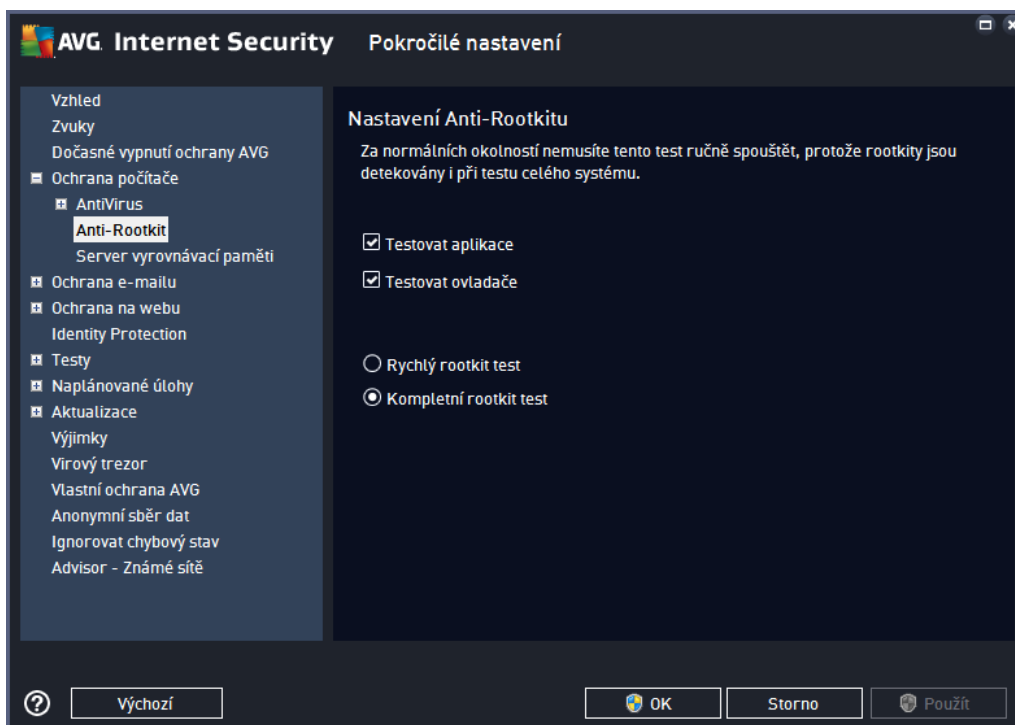 AVG. Internet Security Pokročilé nastavení
Vzhled
Zvuky
Dočasné vypnutí ochrany AVG
Ochrana počítače
AntiVirus
Anti-Rootkit
Server vyrovnávací paměti
Ochrana e-mailu
Ochrana na webu
Identity Protection
Testy
Naplánované úlohy
Aktualizace
Výjimky
Virový trezor
Vlastní ochrana AVG
Anonymní sběr dat
Ignorovat chybový stav
Advisor - Známé sítě
Nastavení Anti-Rootkitu
Za normálních okolností nemusíte tento test ručně spouštět, protože rootkity jsou
detekovány i při testu celého systému.
Testovat aplikace
Testovat ovladače
Rychlý rootkit test
Kompletní rootkit test
Výchozí
OK
Storno
Použít